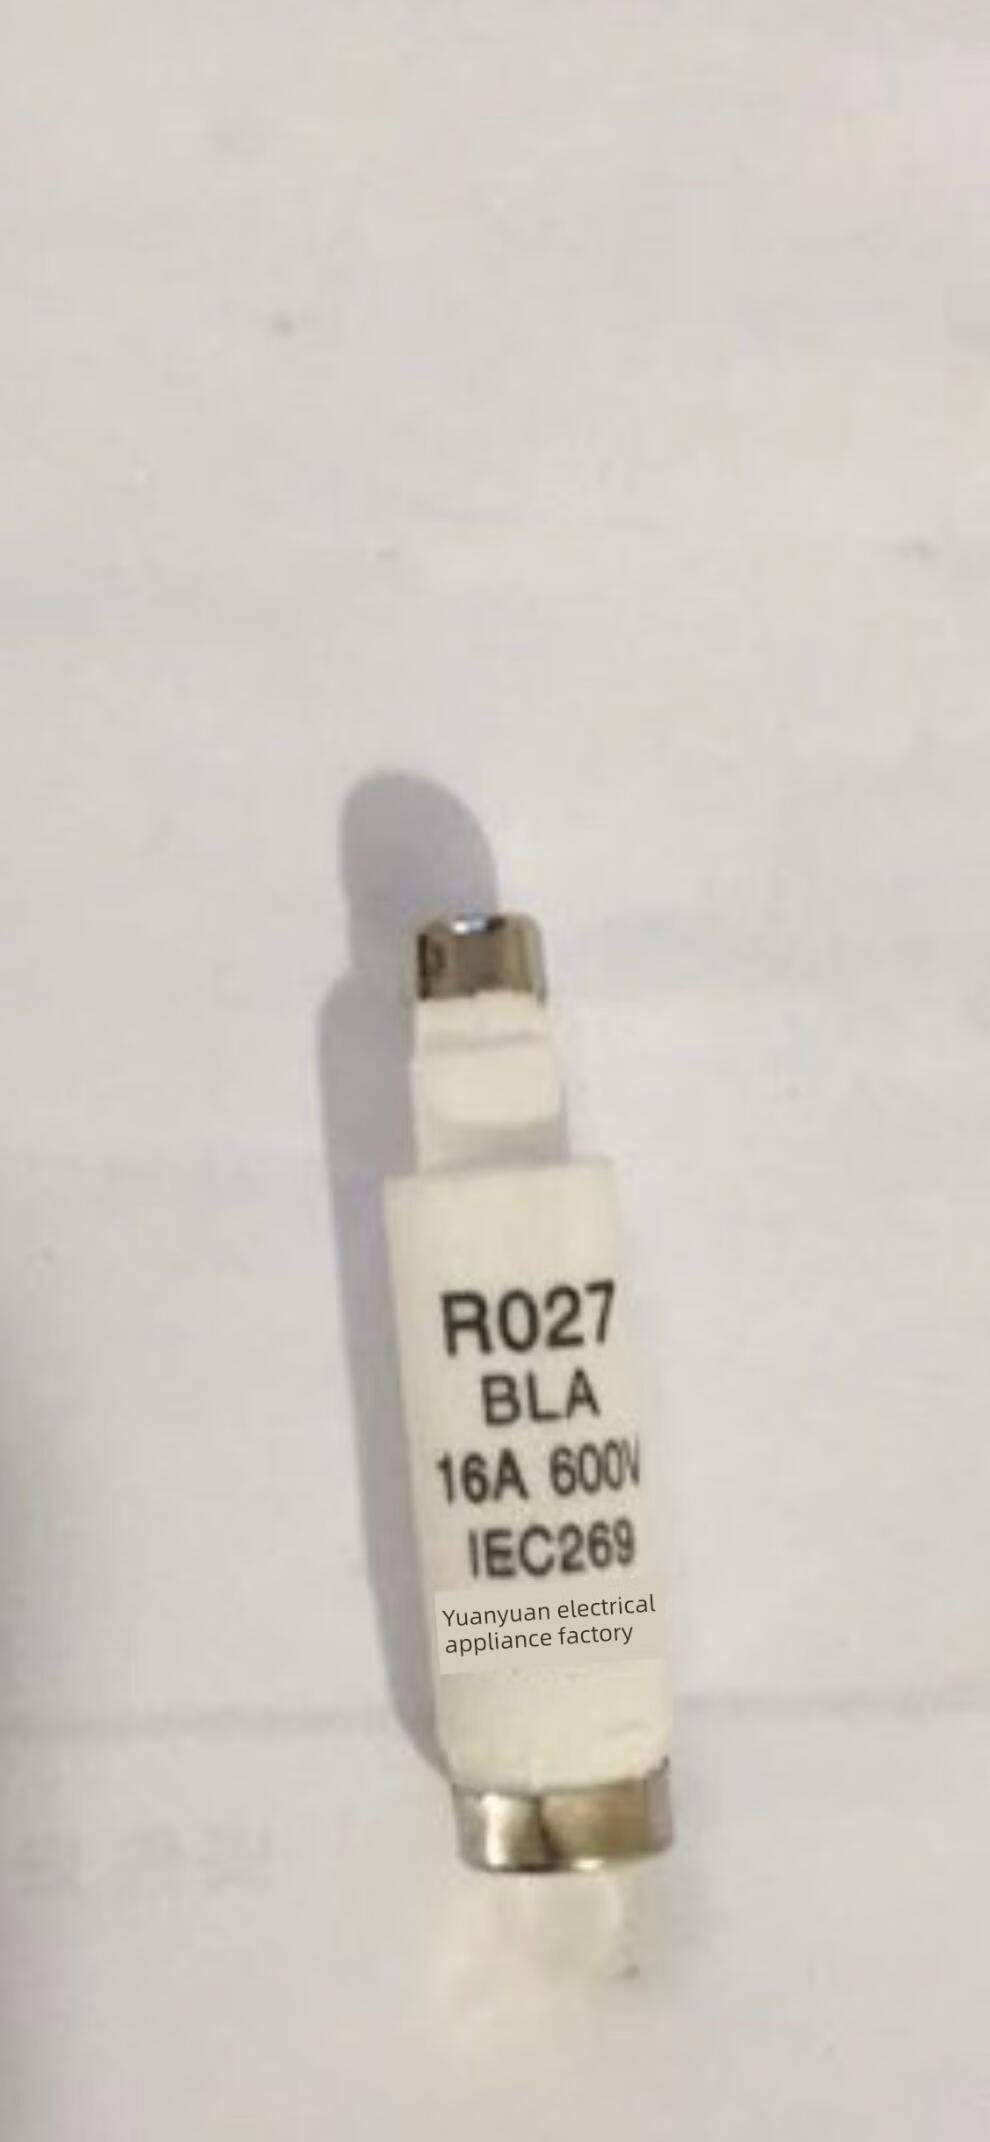 R027
BLA
16A 600V
IEC269
Yuanyuan electrical
appliance factory